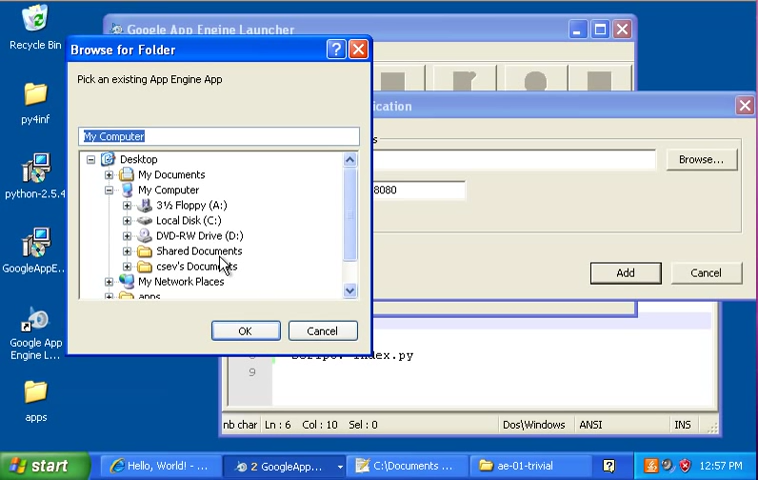 Recycle Bin
py4inf
python-2.5.4
GoogleAppE...
Google App
Engine L...
apps
Google App Engine Launcher
Browse for Folder
Pick an existing App Engine App
My Computer
Desktop
My Documents
My Computer
3½ Floppy (A:)
Local Disk (C:)
DVD-RW Drive (D:)
Shared Documents
csev's Documents
My Network Places
apps
OK
Cancel
ication
s
Browse...
8080
Add
Cancel
8
script: index.py
9
nb char
Ln : 6 Col : 10 Sel : 0
Dos\Windows
ANSI
INS
start
Hello, World! - ...
2 GoogleApp...
C:\Documents ...
ae-01-trivial
12:57 PM